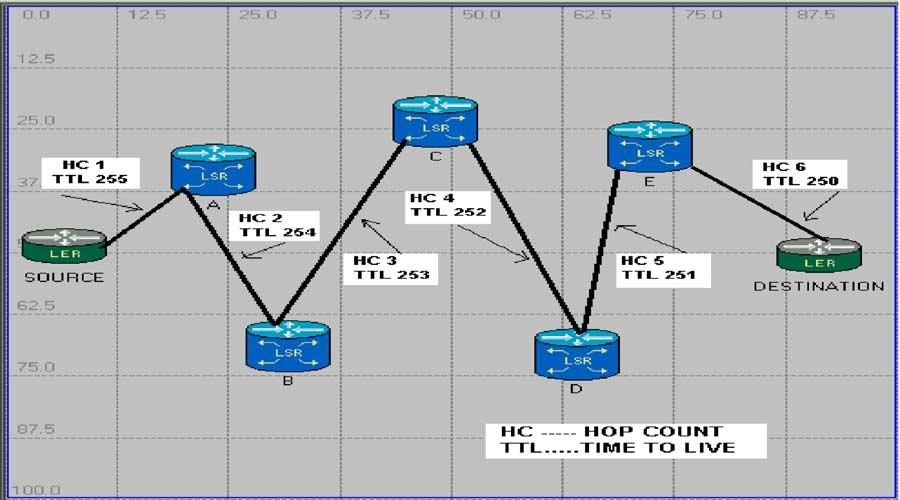 0.0 12.5 25.0 37.5 50.0 62.5 75.0 87.5
12.5
25.0
LSR
C
LSR
E
HC 1
TTL 255
LSR
A
HC 6
TTL 250
37
HC 4
TTL 252
HC 2
TTL 254
LER
SOURCE
HC 3
TTL 253
HC 5
TTL 251
LER
DESTINATION
62.5
LSR
B
LSR
D
75.0
87.5
HC ----- HOP COUNT
TTL.....TIME TO LIVE
100.0